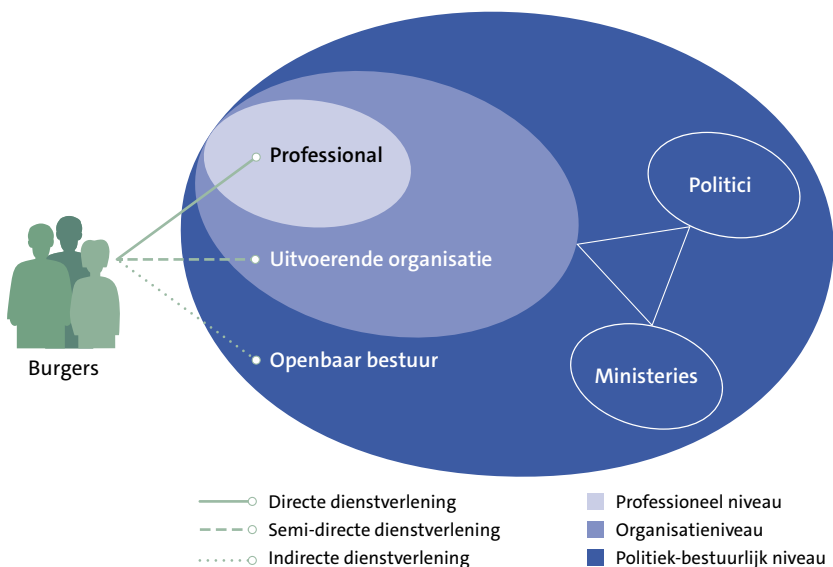 Professional
Politici
Uitvoerende organisatie
Openbaar bestuur
Burgers
Ministeries
Directe dienstverlening
Semi-directe dienstverlening
Indirecte dienstverlening
Professioneel niveau
Organisatieniveau
Politiek-bestuurlijk niveau